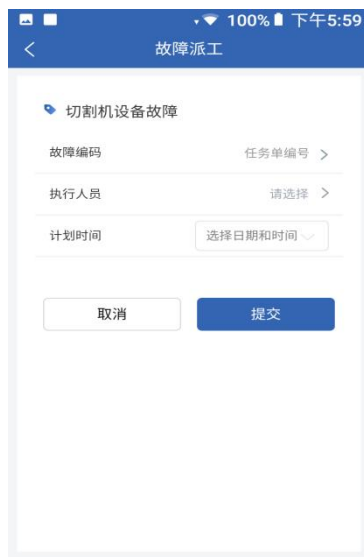 100% 下午5:59
故障派工
切割机设备故障
故障编码 任务单编号
执行人员 请选择
计划时间 选择日期和时间
取消 提交